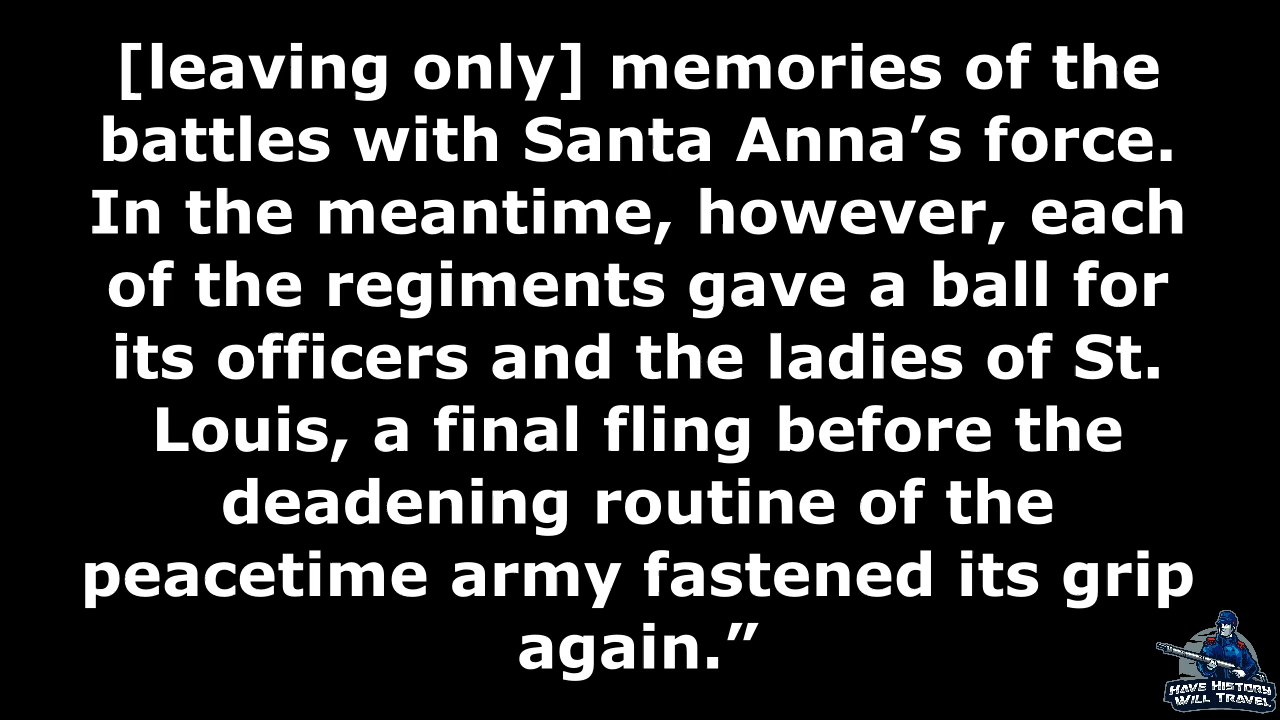 [leaving only] memories of the
battles with Santa Anna’s force.
In the meantime, however, each
of the regiments gave a ball for
its officers and the ladies of St.
Louis, a final fling before the
deadening routine of the
peacetime army fastened its grip
again.”
HAVE HISTORY
WILL TRAVEL